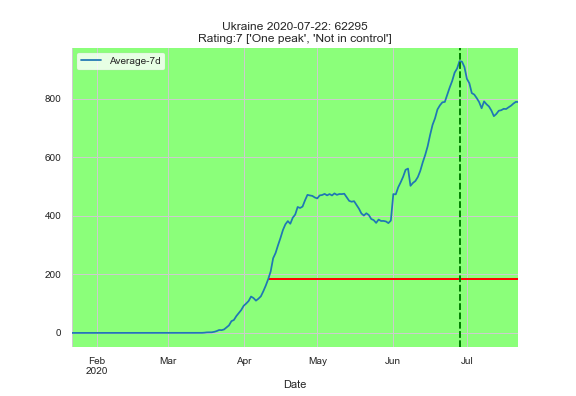 Ukraine 2020-07-22: 62295
Rating:7 ['One peak', 'Not in control']
Average-7d
800
600
400
200
0
Feb Mar Apr May Jun Jul
2020
Date